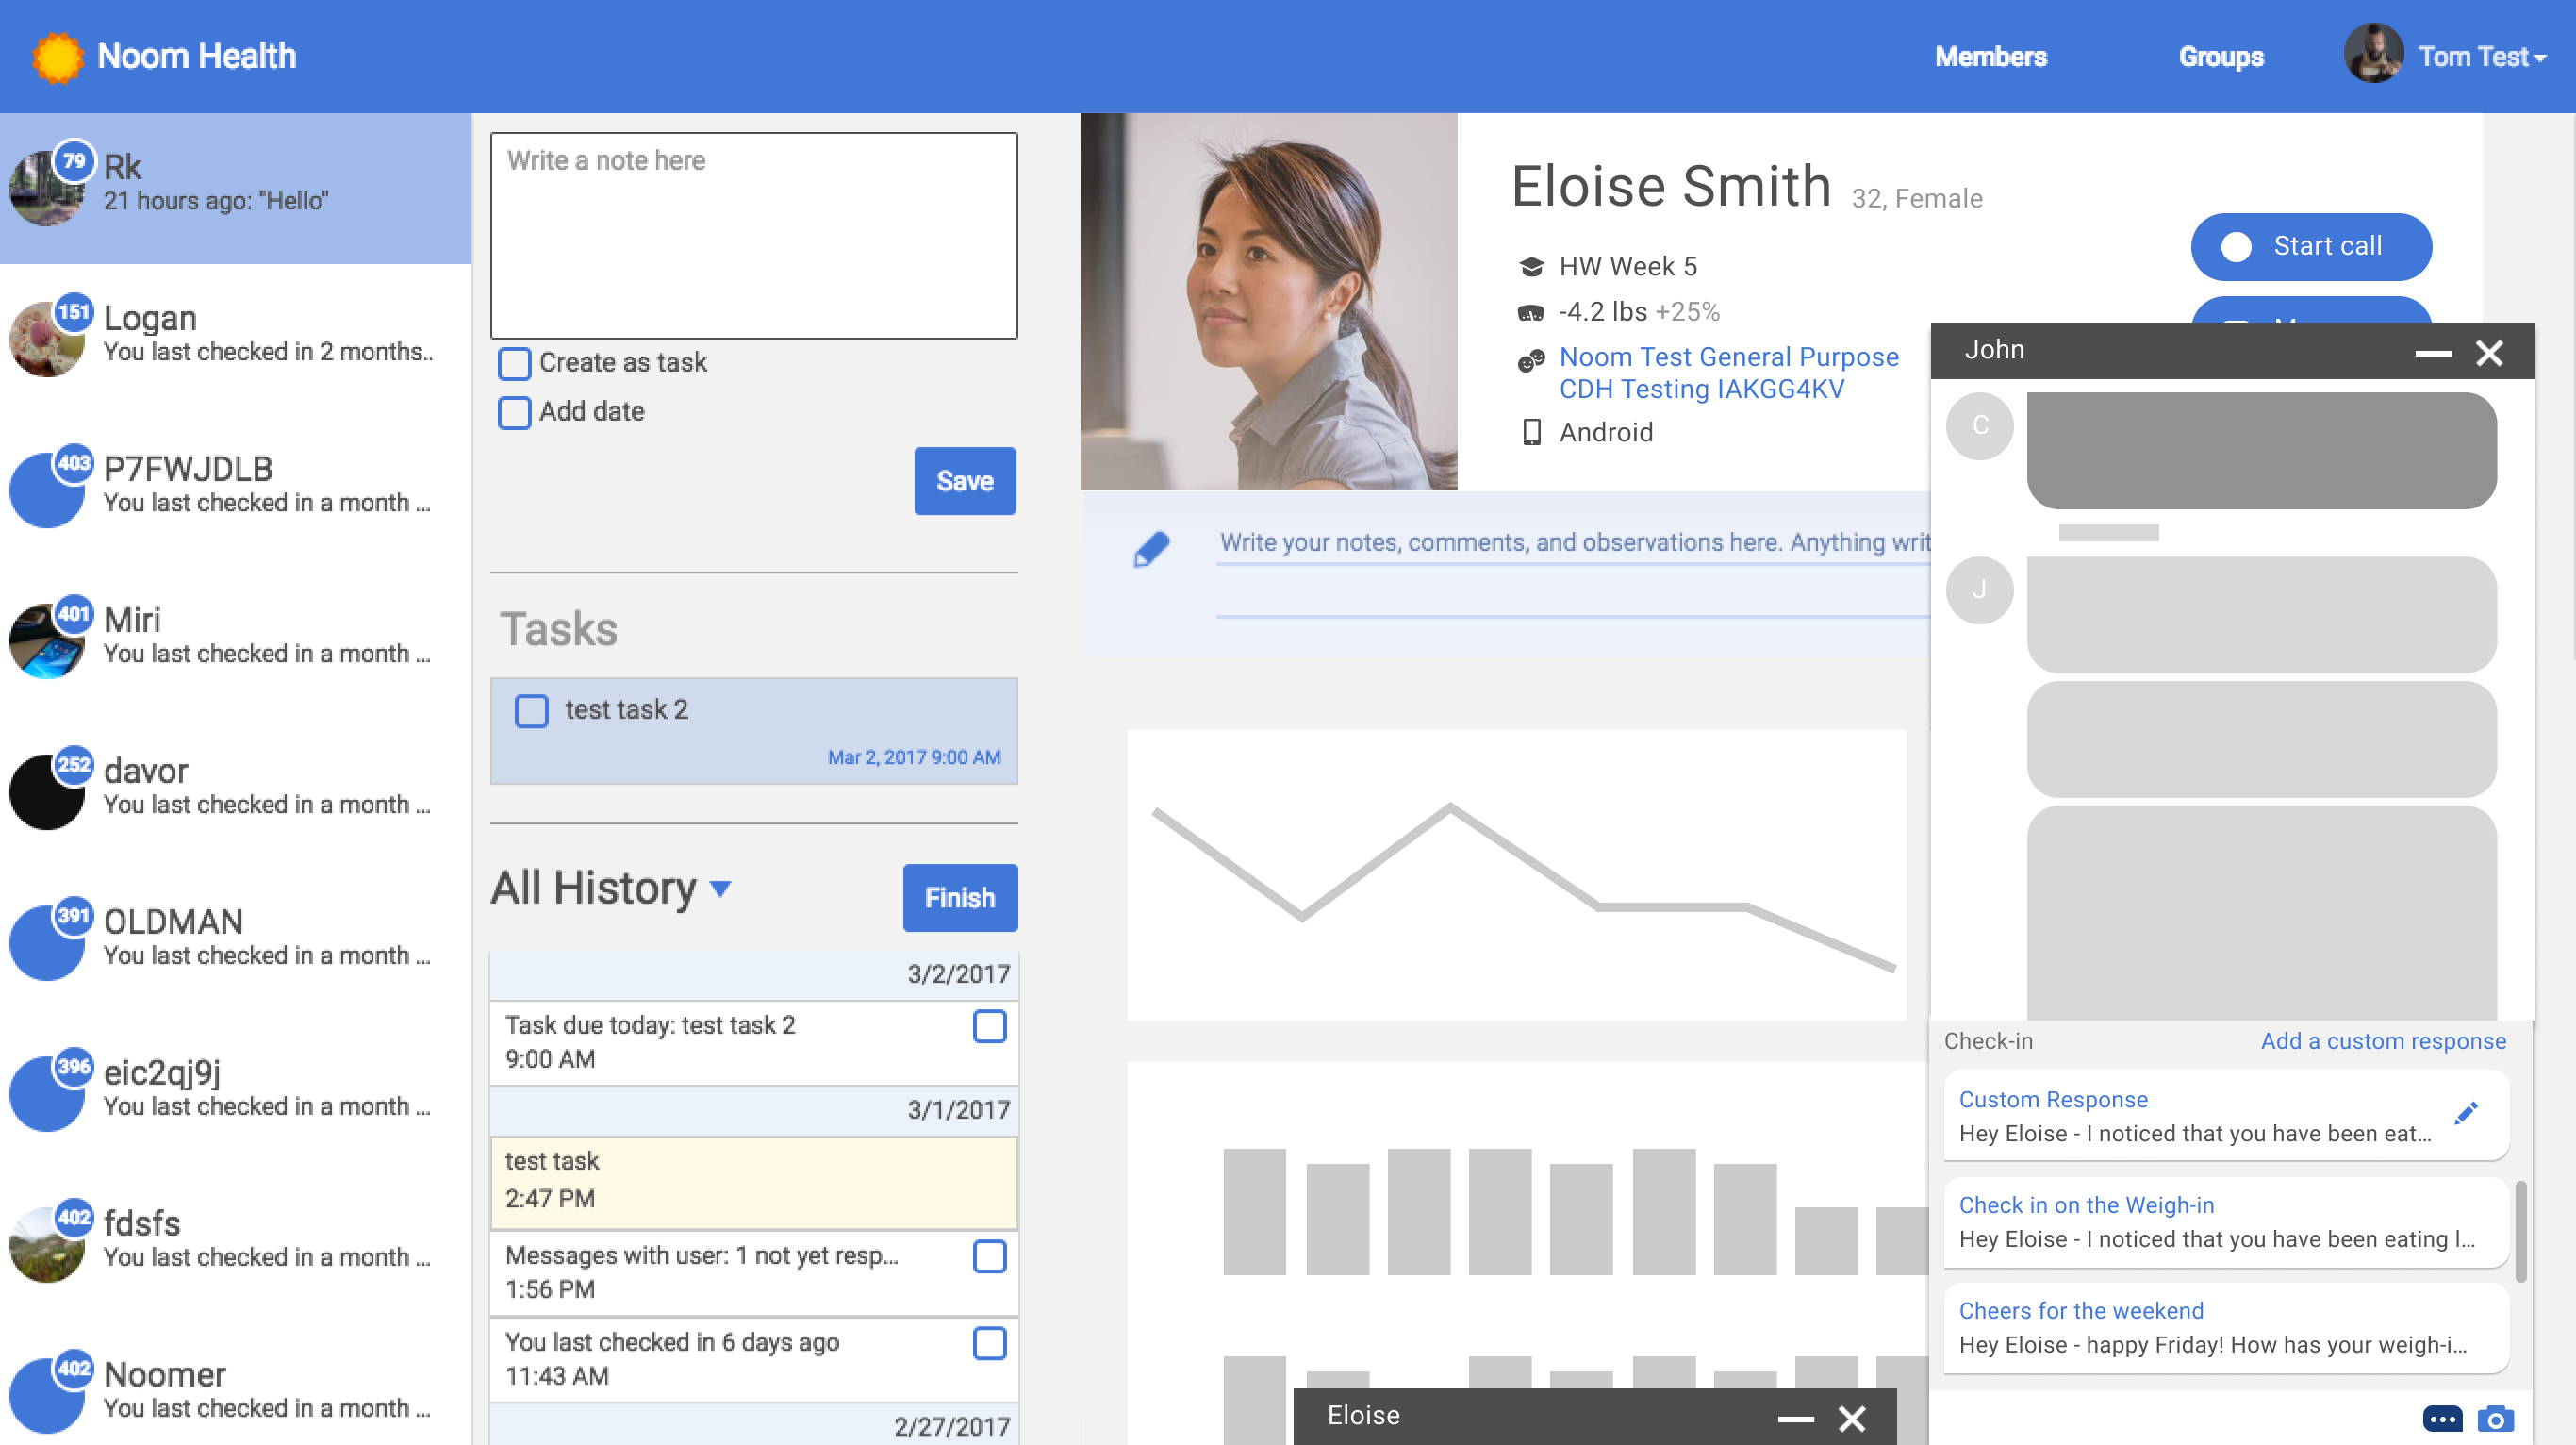 Noom Health
Members
Groups
Tom Test
79
Rk
21 hours ago: "Hello"
151
Logan
You last checked in 2 months..
403
P7FWJDLB
You last checked in a month ...
401
Miri
You last checked in a month ...
252
davor
You last checked in a month ...
391
OLDMAN
You last checked in a month ...
396
eic2qj9j
You last checked in a month ...
402
fdsfs
You last checked in a month ...
402
Noomer
You last checked in a month ...
Write a note here
Create as task
Add date
Save
Tasks
test task 2
Mar 2, 2017 9:00 AM
All History
Finish
3/2/2017
Task due today: test task 2
9:00 AM
3/1/2017
test task
2:47 PM
Messages with user: 1 not yet resp...
1:56 PM
You last checked in 6 days ago
11:43 AM
2/27/2017
Eloise Smith 32, Female
HW Week 5
-4.2 lbs +25%
Noom Test General Purpose
CDH Testing IAKGG4KV
Android
Start call
Write your notes, comments, and observations here. Anything writ
John
C
J
Check-in
Add a custom response
Custom Response
Hey Eloise - I noticed that you have been eat...
Check in on the Weigh-in
Hey Eloise - I noticed that you have been eating l...
Cheers for the weekend
Hey Eloise - happy Friday! How has your weigh-i...
Eloise